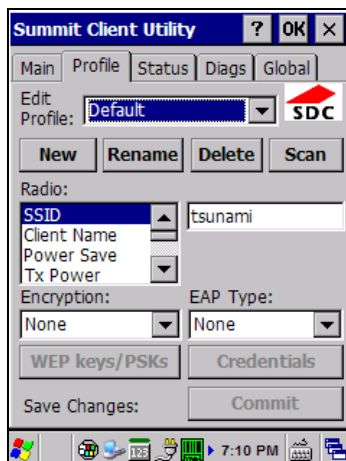 Summit Client Utility ? OK ×
Main Profile Status Diags Global
Edit
Profile: Default
SDC
New Rename Delete Scan
Radio:
SSID tsunami
Client Name
Power Save
Tx Power
Encryption: EAP Type:
None None
WEP keys/PSKs Credentials
Save Changes: Commit
123 7:10 PM